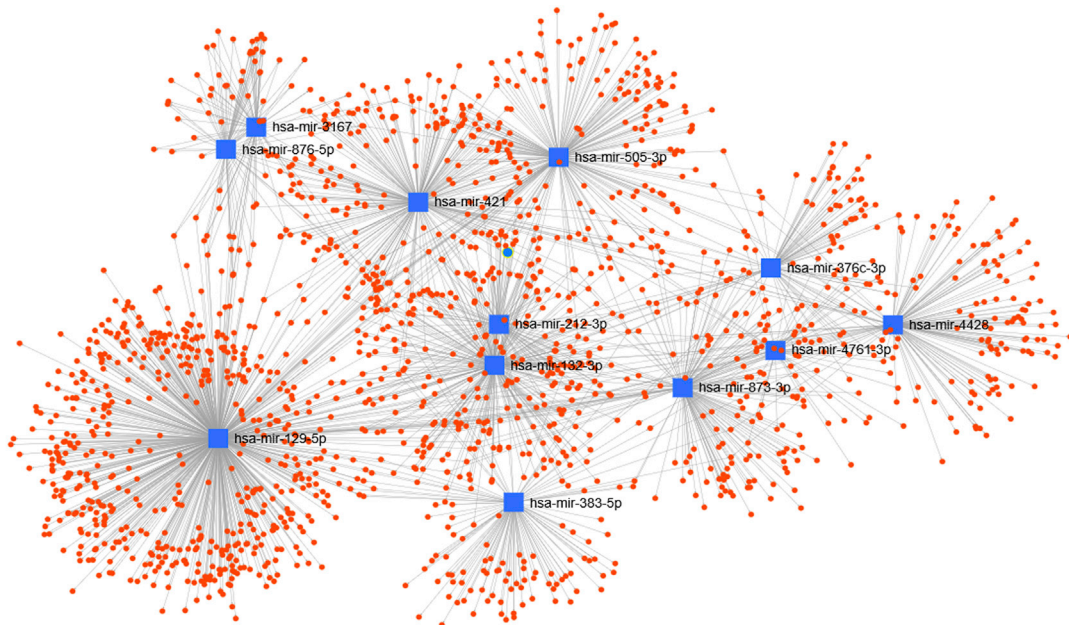 hsa-mir-3167
hsa-mir-876-5p
hsa-mir-505-3p
hsa-mir-421
hsa-mir-376c-3p
hsa-mir-212-3p
hsa-mir-4428
hsa-mir-4761-3p
hsa-mir-132-3p
hsa-mir-873-3p
hsa-mir-129-5p
hsa-mir-383-5p